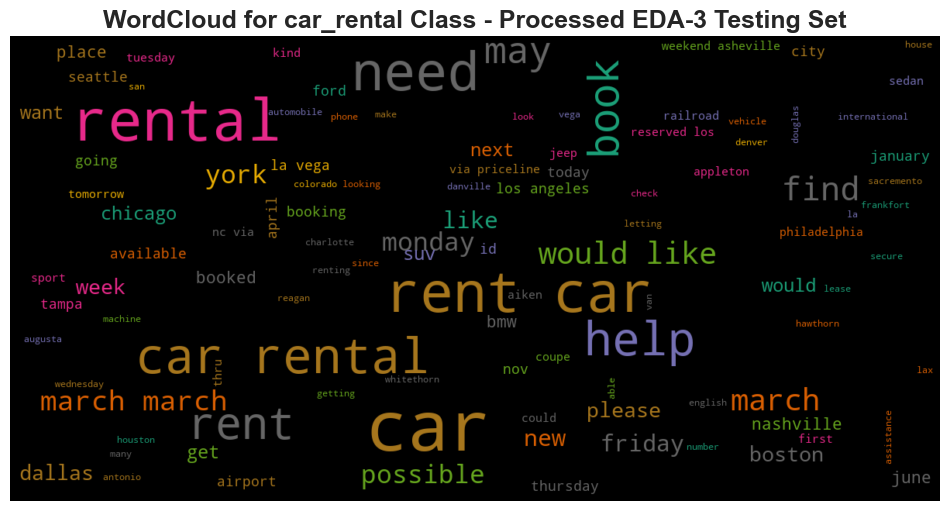 WordCloud for car_rental Class - Processed EDA-3 Testing Set
place
tuesday
kind
may
weekend asheville
city
house
seattle
san
need
book
sedan
ford
want
rental
automobile
phone
make
look
vega
railroad
vehicle
douglas
international
reserved los
denver
next
jeep
january
going
york
la vega
via priceline
today
appleton
find
sacremento
tomorrow
colorado
looking
danville
los angeles
check
frankfort
chicago
april
booking
like
letting
la
nc via
charlotte
monday
suv
id
would like
philadelphia
available
since
secure
sport
week
booked
renting
rent car
aiken
van
would
lease
tampa
reagan
machine
bmw
help
hawthorn
augusta
car rental
coupe
thru
nov
lax
wednesday
whitethorn
getting
able
march march
rent
car
please
english
march
could
nashville
houston
new
friday
number
first
assistance
many
get
boston
dallas
antonio
airport
possible
thursday
june